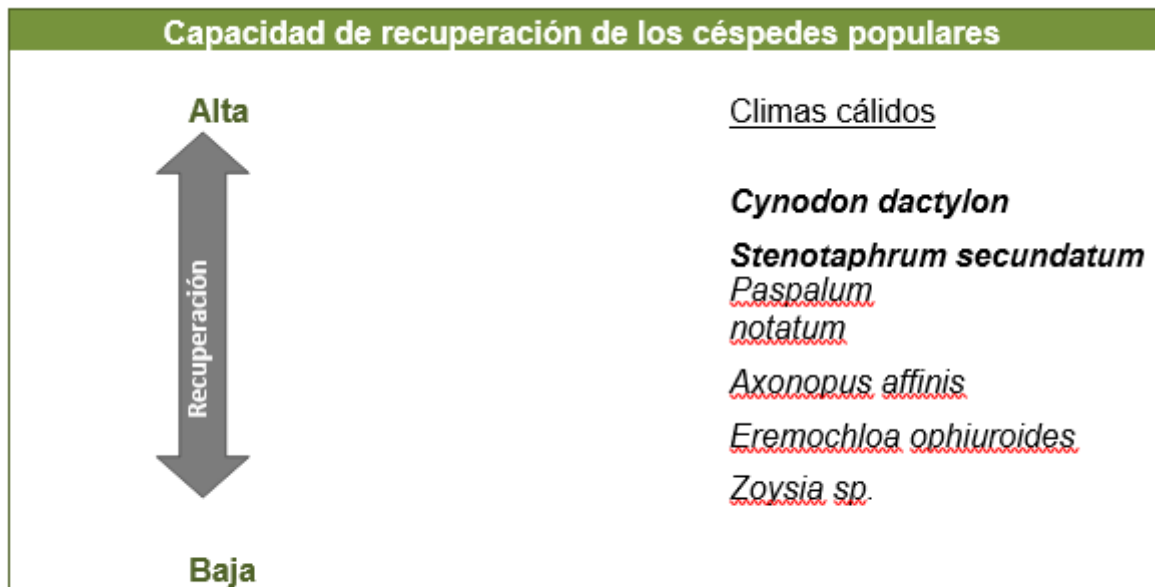 Capacidad de recuperación de los céspedes populares
Alta
Climas cálidos
Cynodon dactylon
Stenotaphrum secundatum
Paspalum
notatum
Recuperación
Axonopus affinis
Eremochloa ophiuroides
Zoysia sp.
Baja